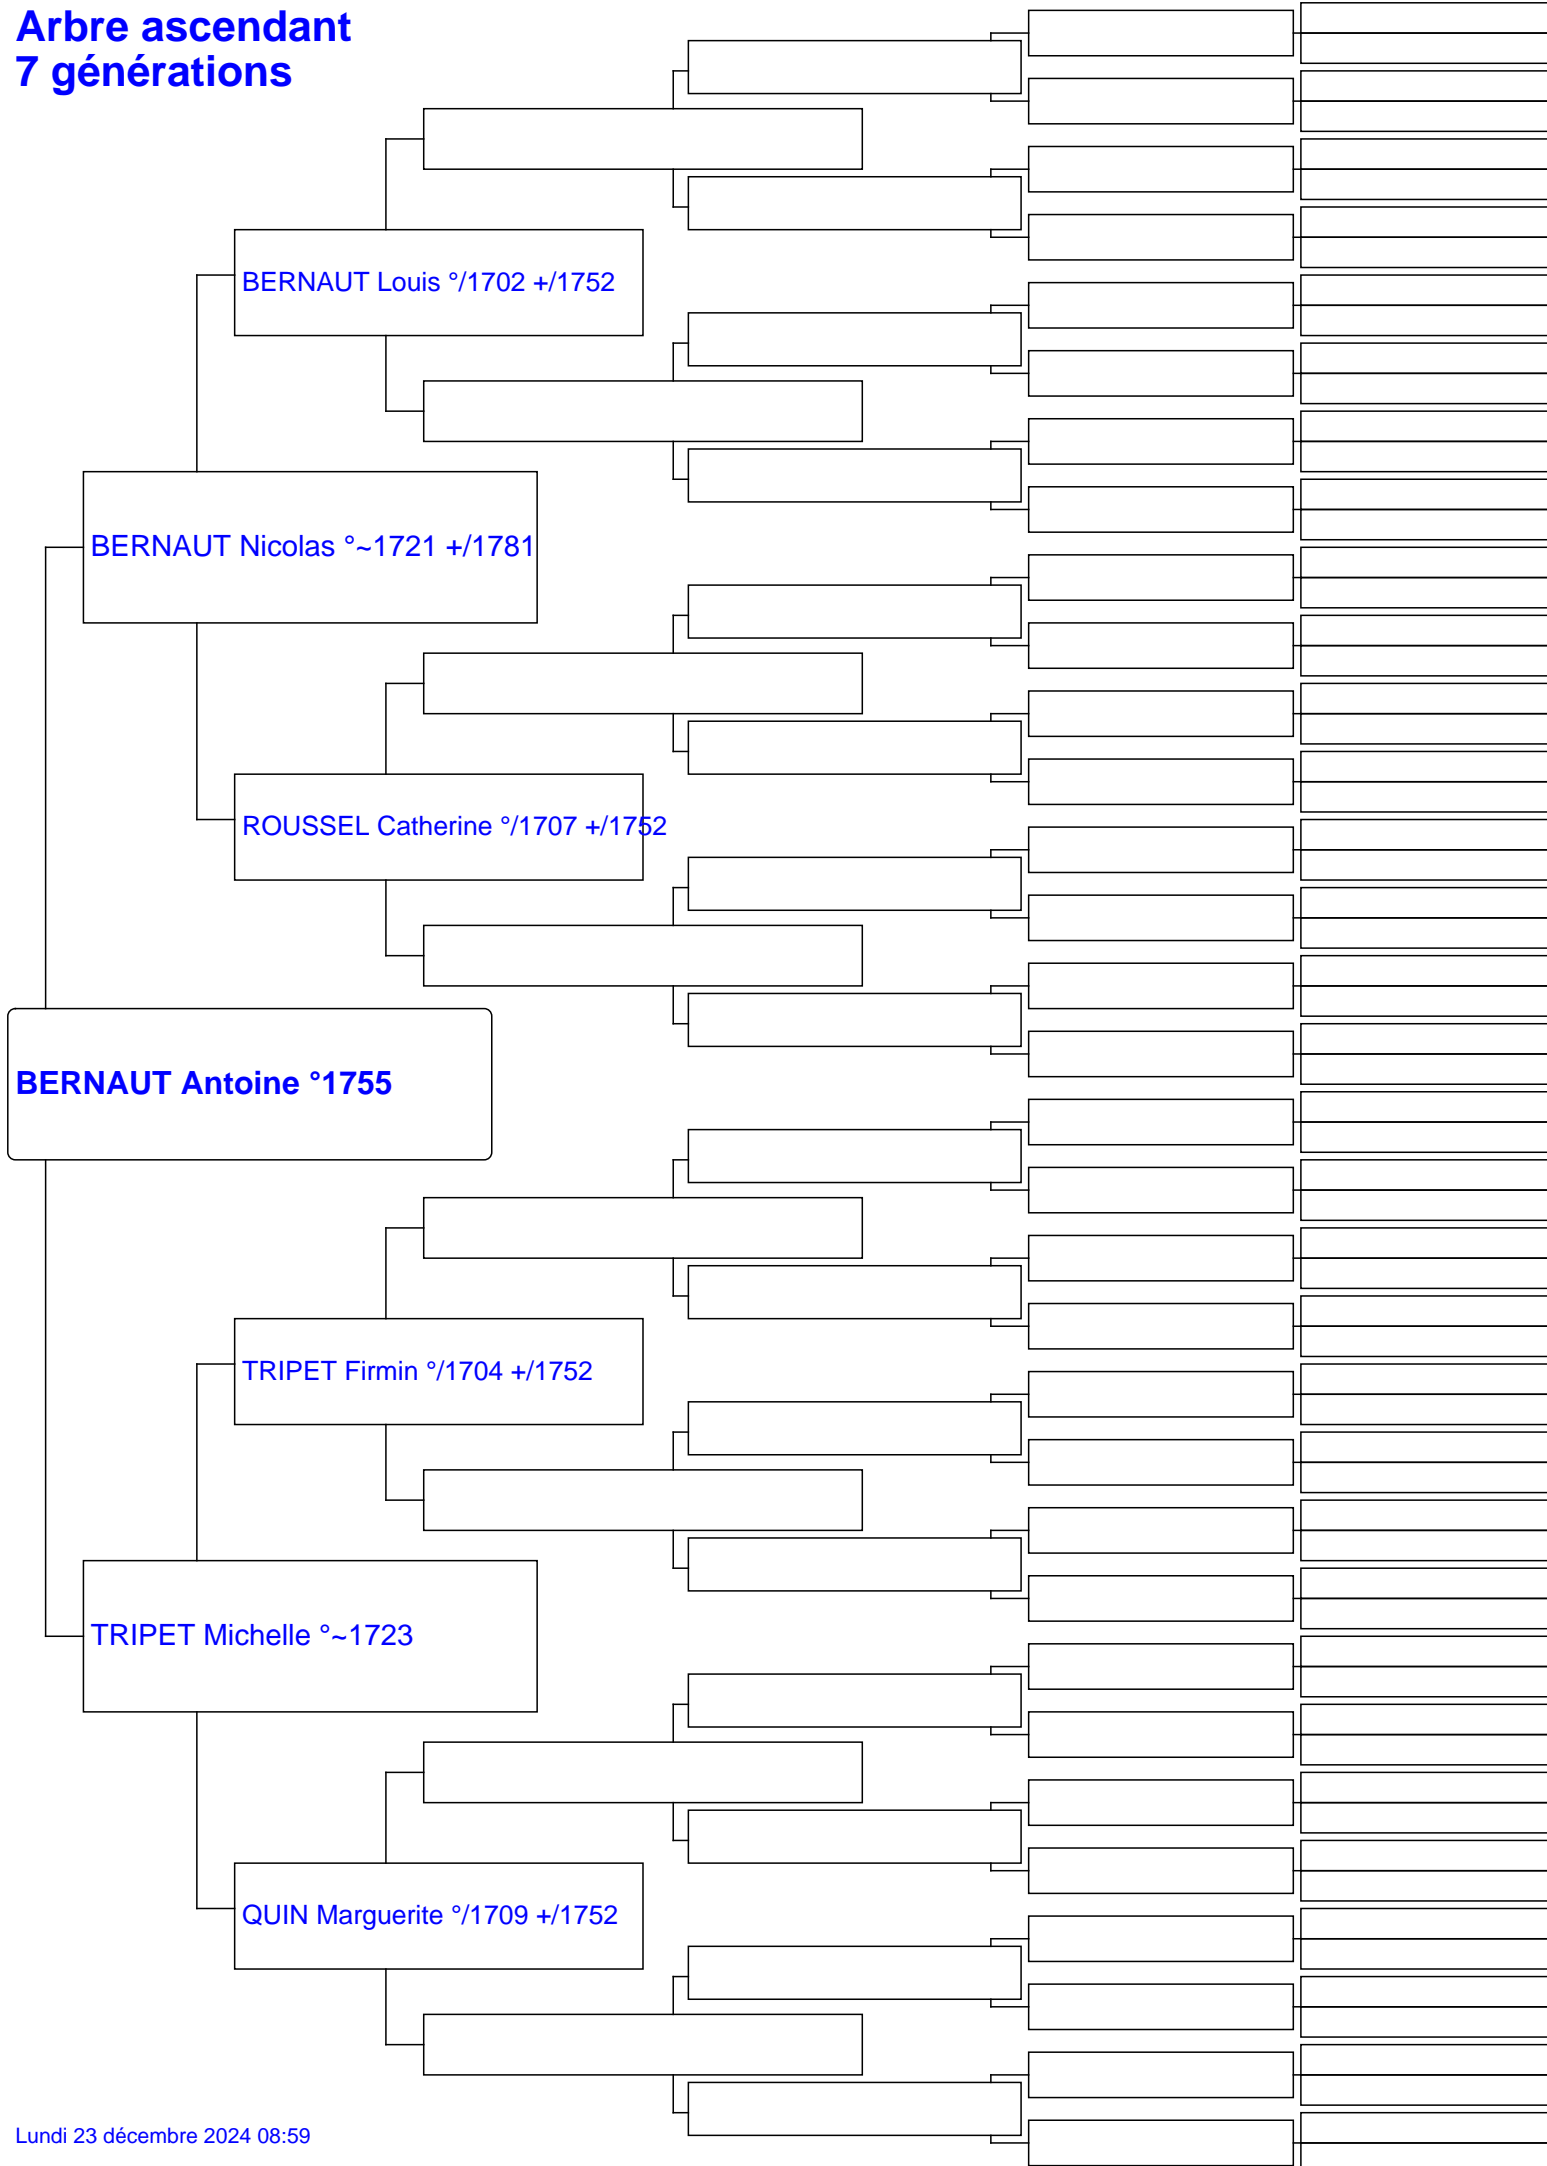 Arbre ascendant
7 générations
BERNAUT Louis °/1702 +/1752
BERNAUT Nicolas °~1721 +/1781
ROUSSEL Catherine °/1707 +/1752
BERNAUT Antoine °1755
TRIPET Firmin °/1704 +/1752
TRIPET Michelle °~1723
QUIN Marguerite °/1709 +/1752
Lundi 23 décembre 2024 08:59